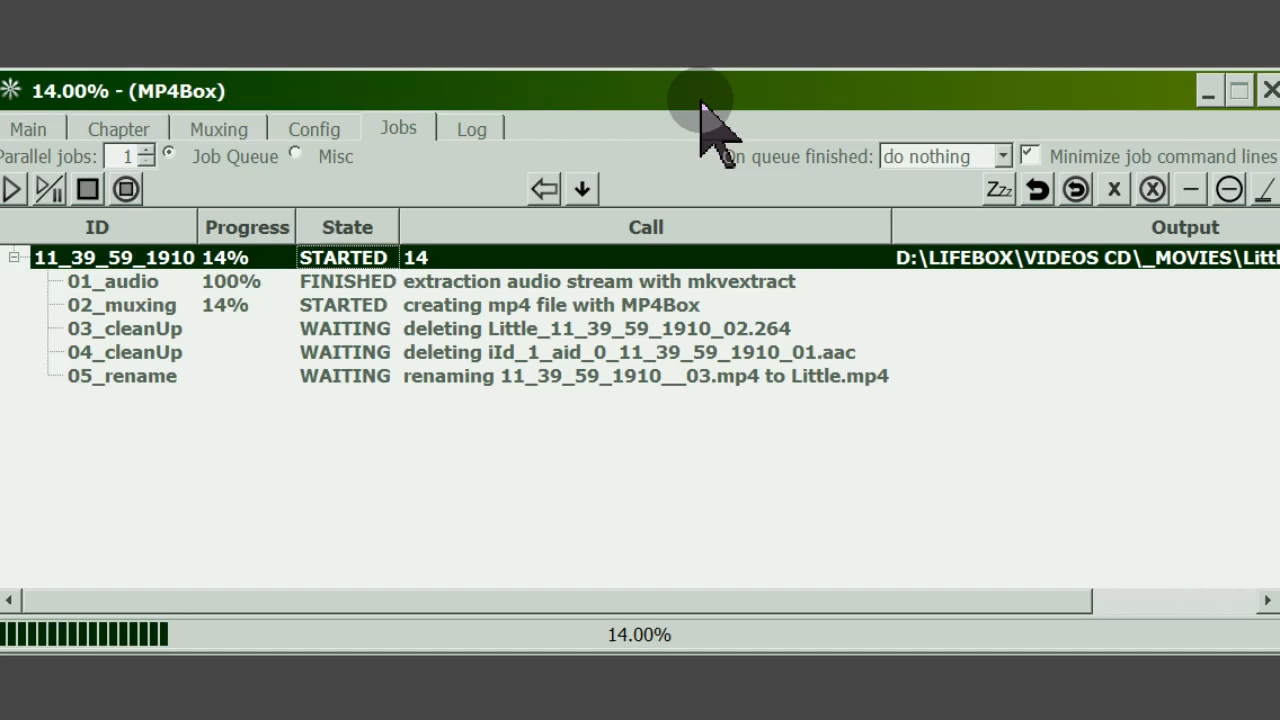 14.00% - (MP4Box)
Main Chapter Muxing Config Jobs Log
Parallel jobs: 1 Job Queue Misc On queue finished: do nothing Minimize job command lines
Zzz
ID Progress State Call Output
11_39_59_1910 14% STARTED 14 D:\LIFEBOX\VIDEOS CD\_MOVIES\Littl
01_audio 100% FINISHED extraction audio stream with mkvextract
02_muxing 14% STARTED creating mp4 file with MP4Box
03_cleanUp WAITING deleting Little_11_39_59_1910_02.264
04_cleanUp WAITING deleting iId_1_aid_0_11_39_59_1910_01.aac
05_rename WAITING renaming 11_39_59_1910__03.mp4 to Little.mp4
14.00%